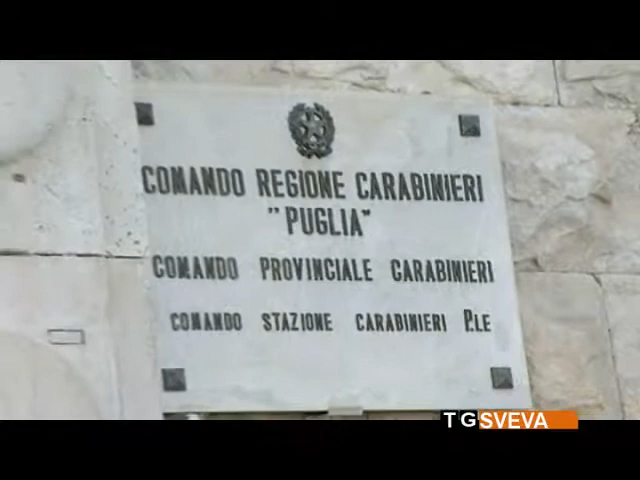 COMANDO REGIONE CARABINIERI
"PUGLIA"
COMANDO PROVINCIALE CARABINIERI
COMANDO STAZIONE CARABINIERI P.LE
TGSVEVA